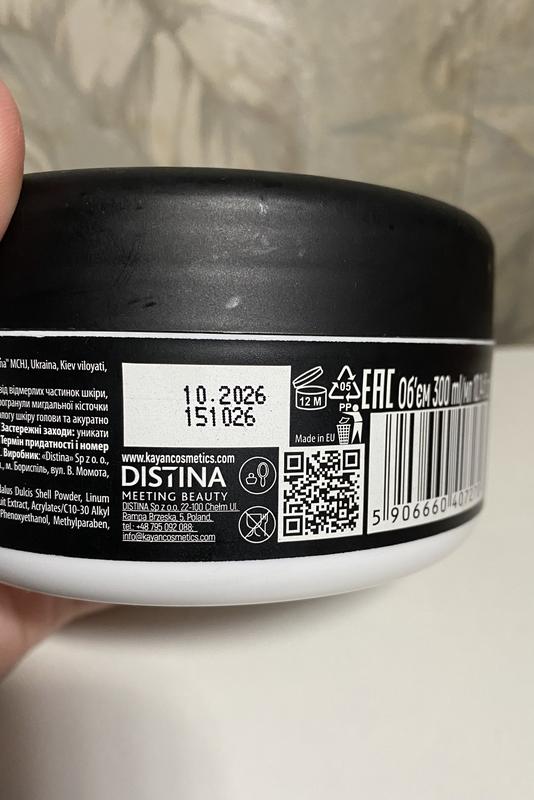 MCHJ, Ukraina, Kiev viloyati,
від відмерлих частинок шкіри,
гранули мигдальної кісточки
шкіру голови та акуратно
Застережні заходи: уникати
Термін придатності і номер
Виробник: «Distina» Sp z o. o.,
м. Бориспіль, вул. В. Момота,
Dulcis Shell Powder, Linum
Extract, Acrylates/C10-30 Alkyl
Phenoxyethanol, Methylparaben,
10.2026
151026
www.kayancosmetics.com
DISTINA
MEETING BEAUTY
DISTINA Sp z o.o. 22-100 Chełm Ul.
Rampa Brzeska, 5. Poland.
tel.: +48 795 092 088;
info@kayancosmetics.com
12 M
05
PP
Made in EU
EAC Об'єм 300 ml/мл
5 906660 407